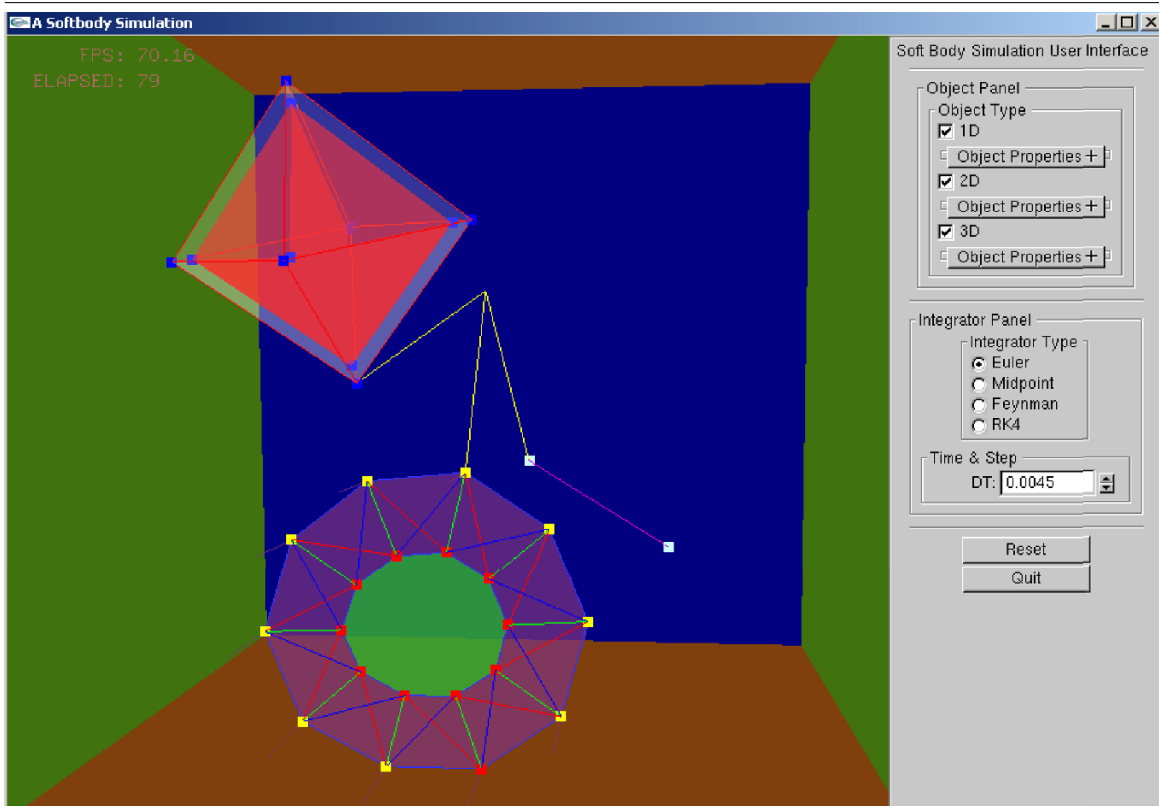 A Softbody Simulation
FPS: 70.16
ELAPSED: 79
Soft Body Simulation User Interface
Object Panel
Object Type
1D
Object Properties +
2D
Object Properties +
3D
Object Properties +
Integrator Panel
Integrator Type
Euler
Midpoint
Feynman
RK4
Time & Step
DT: 0.0045
Reset
Quit